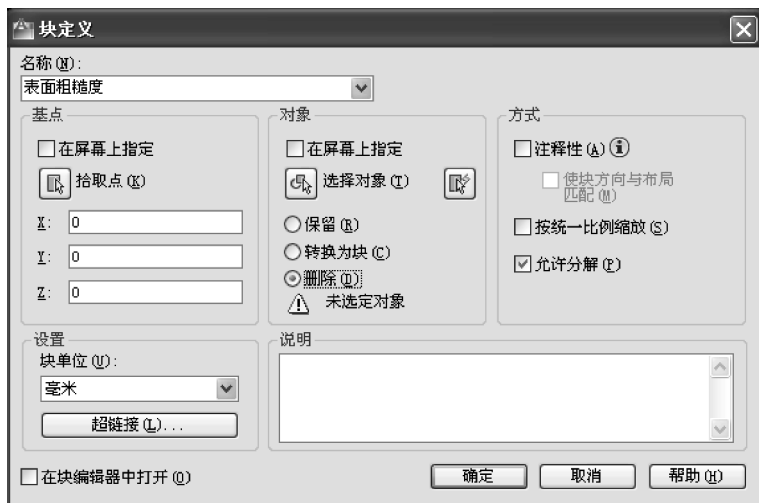 块定义
名称(N):
表面粗糙度
基点
在屏幕上指定
拾取点(K)
X: 0
Y: 0
Z: 0
对象
在屏幕上指定
选择对象(T)
保留(R)
转换为块(C)
删除(D)
未选定对象
方式
注释性(A)
使块方向与布局
匹配(M)
按统一比例缩放(S)
允许分解(P)
设置
块单位(U):
毫米
超链接(L)...
说明
在块编辑器中打开(O)
确定
取消
帮助(H)